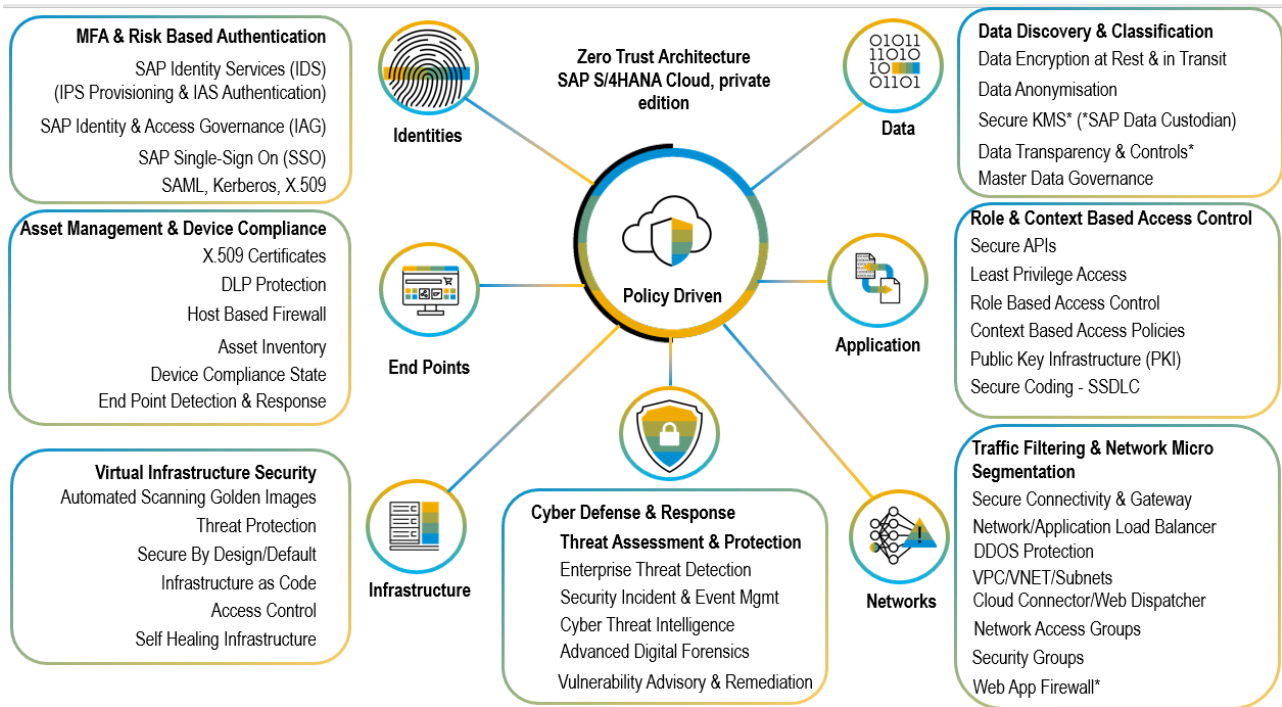 MFA & Risk Based Authentication
SAP Identity Services (IDS)
(IPS Provisioning & IAS Authentication)
SAP Identity & Access Governance (IAG)
SAP Single-Sign On (SSO)
SAML, Kerberos, X.509
Identities
Zero Trust Architecture
SAP S/4HANA Cloud, private
edition
01011
010
10
01101
Data
Data Discovery & Classification
Data Encryption at Rest & in Transit
Data Anonymisation
Secure KMS* (*SAP Data Custodian)
Data Transparency & Controls*
Master Data Governance
Asset Management & Device Compliance
X.509 Certificates
DLP Protection
Host Based Firewall
Asset Inventory
Device Compliance State
End Point Detection & Response
End Points
Policy Driven
Application
Role & Context Based Access Control
Secure APIs
Least Privilege Access
Role Based Access Control
Context Based Access Policies
Public Key Infrastructure (PKI)
Secure Coding - SSDLC
Virtual Infrastructure Security
Automated Scanning Golden Images
Threat Protection
Secure By Design/Default
Infrastructure as Code
Access Control
Self Healing Infrastructure
Infrastructure
Cyber Defense & Response
Threat Assessment & Protection
Enterprise Threat Detection
Security Incident & Event Mgmt
Cyber Threat Intelligence
Advanced Digital Forensics
Vulnerability Advisory & Remediation
Networks
Traffic Filtering & Network Micro
Segmentation
Secure Connectivity & Gateway
Network/Application Load Balancer
DDOS Protection
VPC/VNET/Subnets
Cloud Connector/Web Dispatcher
Network Access Groups
Security Groups
Web App Firewall*